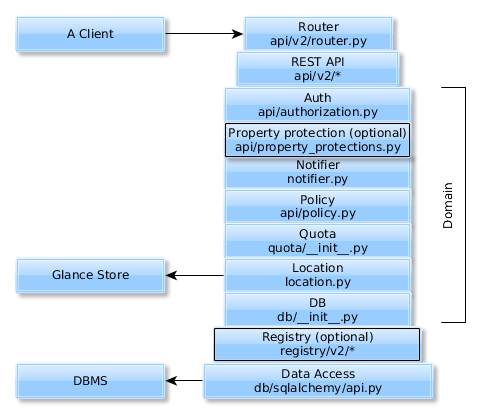 A Client
Router
api/v2/router.py
REST API
api/v2/*
Auth
api/authorization.py
Property protection (optional)
api/property_protections.py
Notifier
notifier.py
Policy
api/policy.py
Quota
quota/__init__.py
Glance Store
Location
location.py
DB
db/__init__.py
Domain
Registry (optional)
registry/v2/*
DBMS
Data Access
db/sqlalchemy/api.py